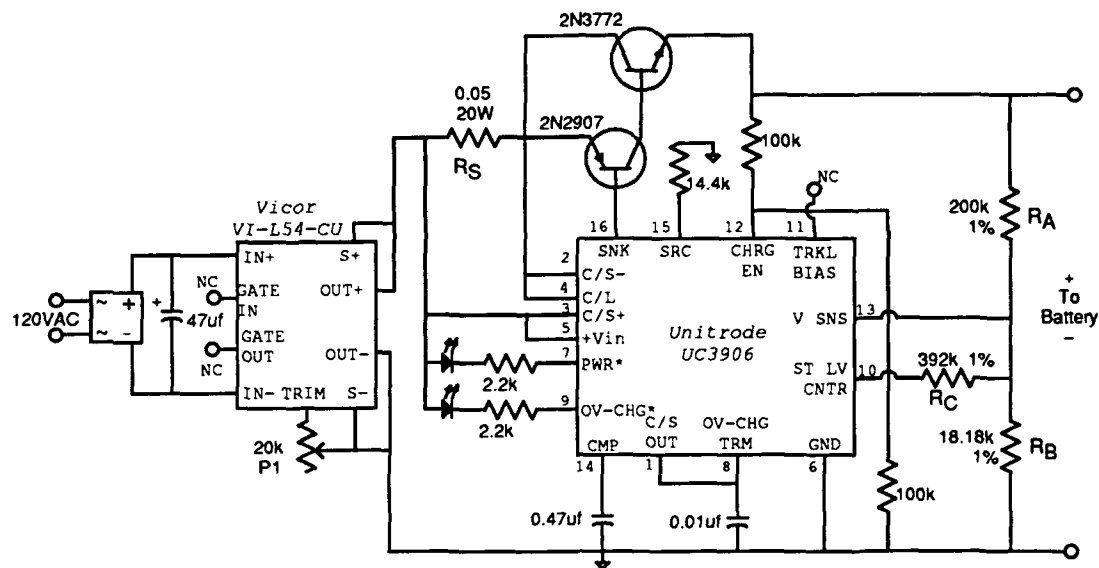 2N3772
0.05
20W
RS
2N2907
100k
14.4k
NC
Vicor
VI-L54-CU
16
15
12
11
SNK
SRC
CHRG
EN
TRKL
BIAS
200k
1%
RA
IN+
S+
2
C/S-
NC
GATE
IN
OUT+
4
C/L
3
C/S+
V SNS
13
+
To
Battery
-
120VAC
~
~
+
-
+
47uf
5
+Vin
Unitrode
UC3906
GATE
OUT
NC
OUT-
7
PWR*
2.2k
ST LV
CNTR
10
392k 1%
RC
IN-
TRIM
S-
9
OV-CHG*
2.2k
C/S
OUT
OV-CHG
TRM
18.18k
1%
RB
20k
P1
CMP
GND
14
1
8
6
100k
0.47uf
0.01uf